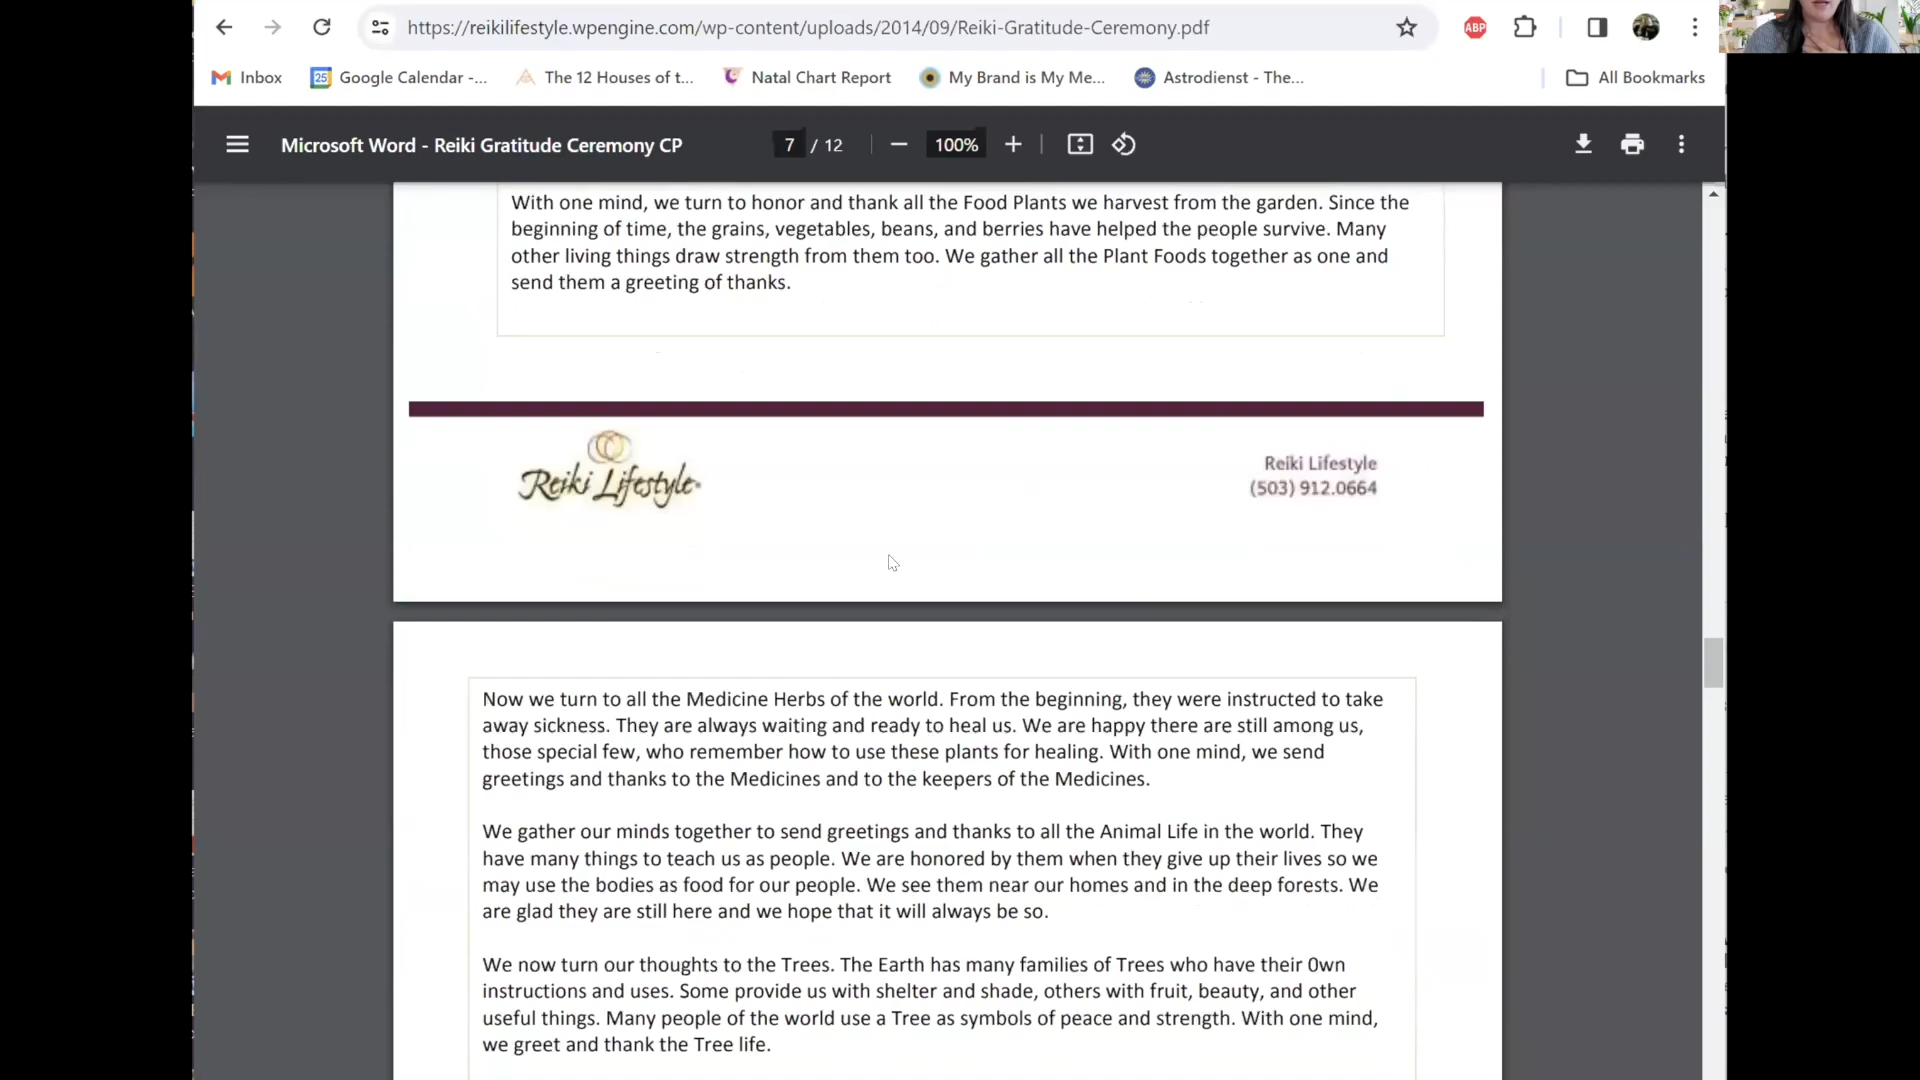 https://reikilifestyle.wpengine.com/wp-content/uploads/2014/09/Reiki-Gratitude-Ceremony.pdf
ABP
Inbox
25
Google Calendar -...
The 12 Houses of t...
Natal Chart Report
My Brand is My Me...
Astrodienst - The...
All Bookmarks
Microsoft Word - Reiki Gratitude Ceremony CP
7 / 12
100%
With one mind, we turn to honor and thank all the Food Plants we harvest from the garden. Since the
beginning of time, the grains, vegetables, beans, and berries have helped the people survive. Many
other living things draw strength from them too. We gather all the Plant Foods together as one and
send them a greeting of thanks.
Reiki Lifestyle
Reiki Lifestyle
(503) 912.0664
Now we turn to all the Medicine Herbs of the world. From the beginning, they were instructed to take
away sickness. They are always waiting and ready to heal us. We are happy there are still among us,
those special few, who remember how to use these plants for healing. With one mind, we send
greetings and thanks to the Medicines and to the keepers of the Medicines.
We gather our minds together to send greetings and thanks to all the Animal Life in the world. They
have many things to teach us as people. We are honored by them when they give up their lives so we
may use the bodies as food for our people. We see them near our homes and in the deep forests. We
are glad they are still here and we hope that it will always be so.
We now turn our thoughts to the Trees. The Earth has many families of Trees who have their 0wn
instructions and uses. Some provide us with shelter and shade, others with fruit, beauty, and other
useful things. Many people of the world use a Tree as symbols of peace and strength. With one mind,
we greet and thank the Tree life.